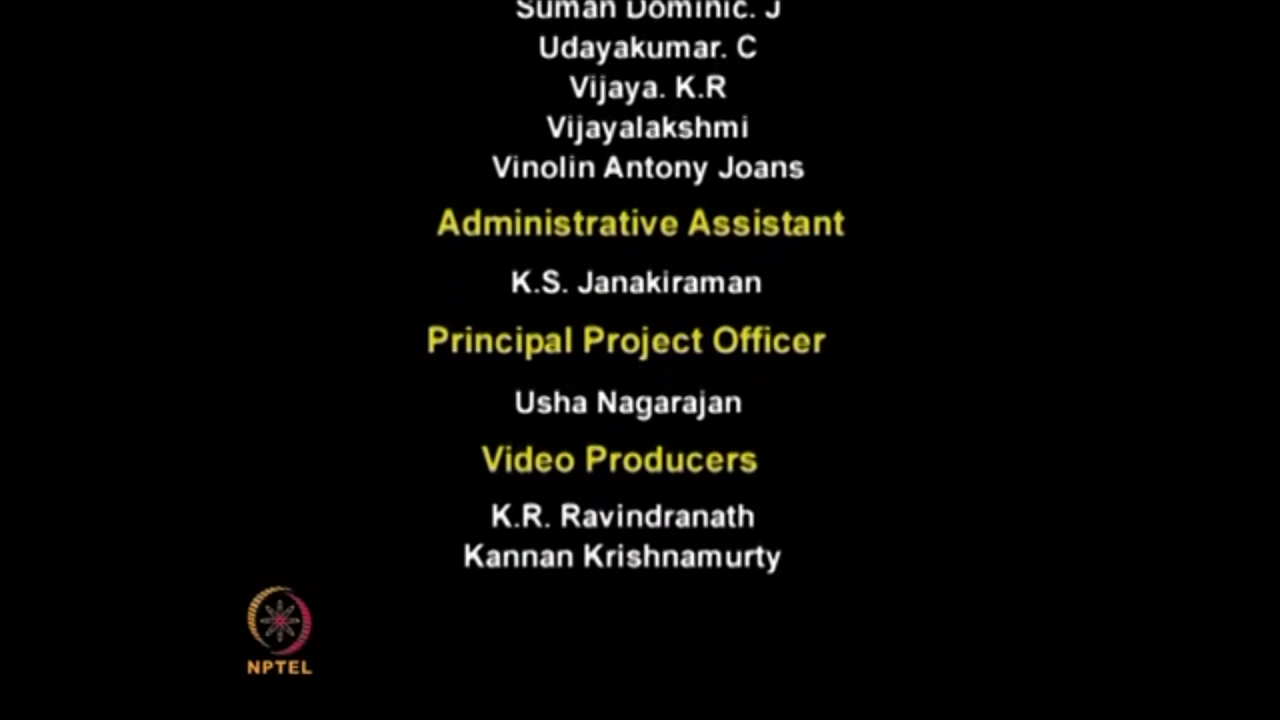 Suman Dominic. J
Udayakumar. C
Vijaya. K.R
Vijayalakshmi
Vinolin Antony Joans
Administrative Assistant
K.S. Janakiraman
Principal Project Officer
Usha Nagarajan
Video Producers
K.R. Ravindranath
Kannan Krishnamurty
NPTEL